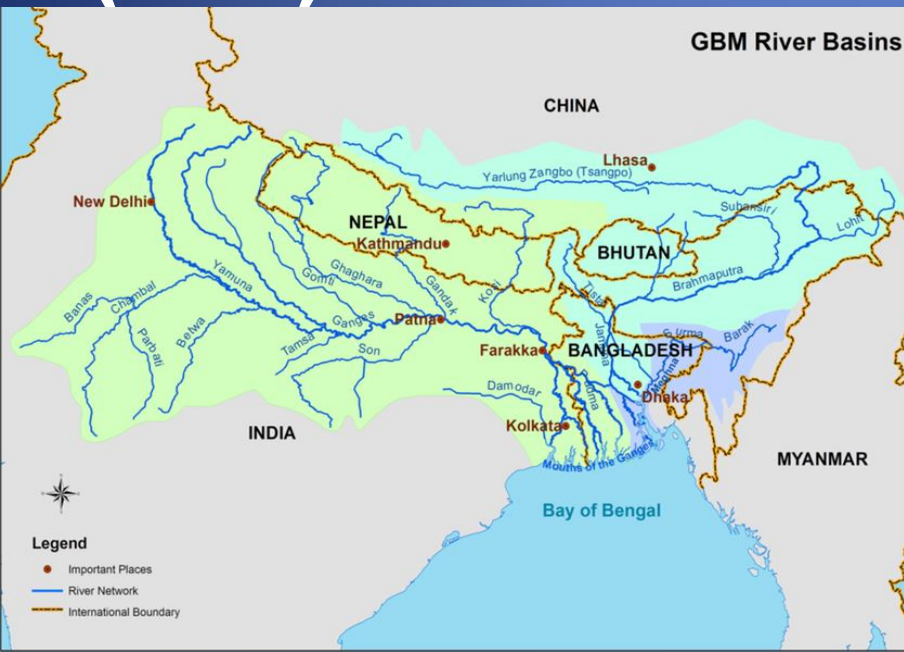 GBM River Basins
CHINA
Lhasa
Yarlung Zangbo (Tsangpo)
New Delhi
Subansiri
NEPAL
Lohit
Kathmandu
BHUTAN
Brahmaputra
Ghaghara
Gomti
Yamuna
Gandak
Kosi
Tista
Banas
Chambal
Parbati
Betwa
Ganges
Patna
Tamsa
Son
Jamuna
Surma
Barak
Farakka
BANGLADESH
Meghna
Padma
Damodar
Dhaka
Kolkata
INDIA
MYANMAR
Mouths of the Ganges
Bay of Bengal
Legend
Important Places
River Network
International Boundary